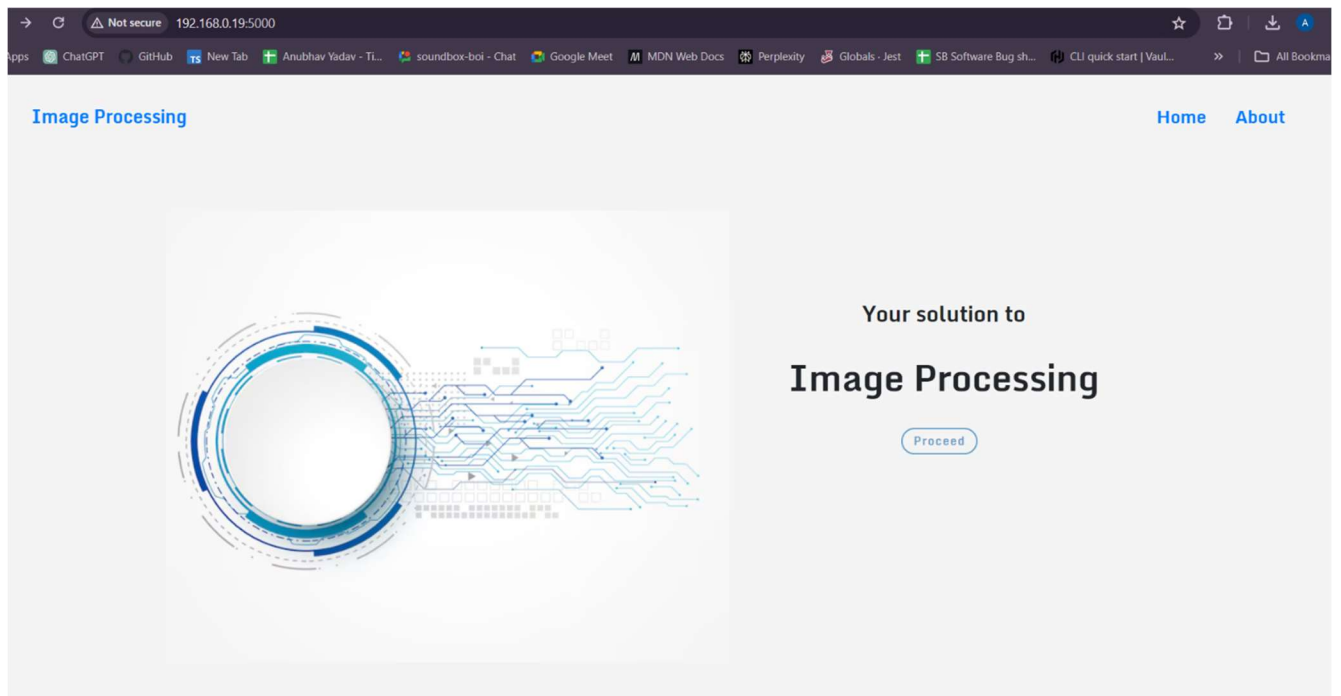 Not secure 192.168.0.19:5000 A
Apps ChatGPT GitHub TS New Tab Anubhav Yadav - Ti... soundbox-boi - Chat Google Meet M MDN Web Docs Perplexity Globals · Jest SB Software Bug sh... CLI quick start | Vaul... » All Bookma
Image Processing Home About
Your solution to
Image Processing
Proceed